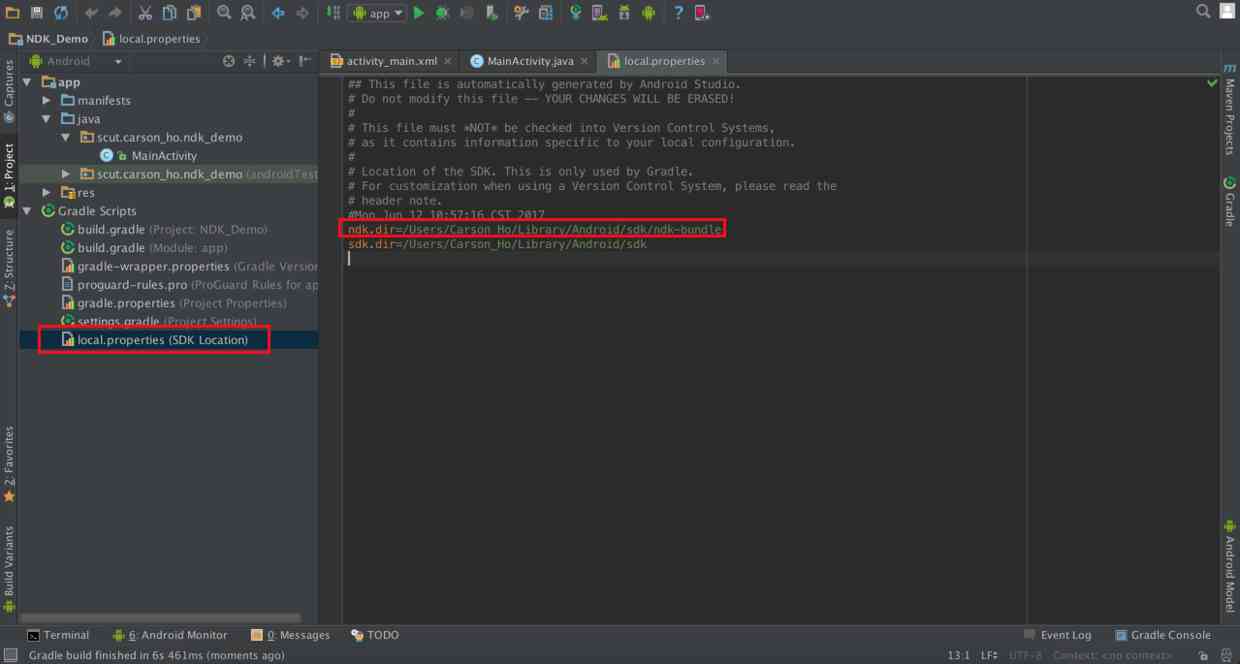 app
NDK_Demo
local.properties
Android
activity_main.xml
MainActivity.java
local.properties
Captures
1: Project
Z: Structure
2: Favorites
Build Variants
app
manifests
java
scut.carson_ho.ndk_demo
MainActivity
scut.carson_ho.ndk_demo (androidTest
res
Gradle Scripts
build.gradle (Project: NDK_Demo)
build.gradle (Module: app)
gradle-wrapper.properties (Gradle Version
proguard-rules.pro (ProGuard Rules for ap
gradle.properties (Project Properties)
settings.gradle (Project Settings)
local.properties (SDK Location)
## This file is automatically generated by Android Studio.
# Do not modify this file -- YOUR CHANGES WILL BE ERASED!
#
# This file must *NOT* be checked into Version Control Systems,
# as it contains information specific to your local configuration.
#
# Location of the SDK. This is only used by Gradle.
# For customization when using a Version Control System, please read the
# header note.
#Mon Jun 12 10:57:16 CST 2017
ndk.dir=/Users/Carson_Ho/Library/Android/sdk/ndk-bundle
sdk.dir=/Users/Carson_Ho/Library/Android/sdk
m
Maven Projects
Gradle
Android Model
Terminal
6: Android Monitor
0: Messages
TODO
Event Log
Gradle Console
Gradle build finished in 6s 461ms (moments ago)
13:1
LF
UTF-8
Context: <no context>